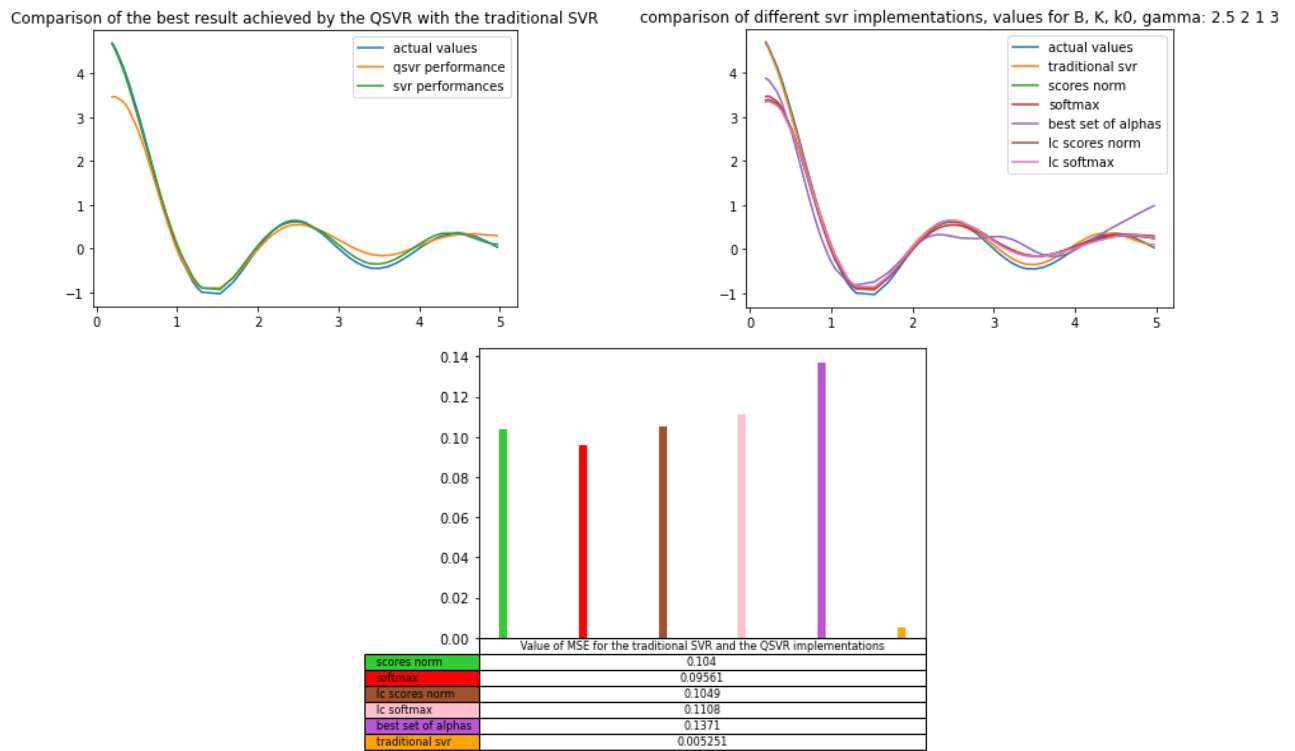 Comparison of the best result achieved by the QSVR with the traditional SVR
actual values
qsvr performance
svr performances
4
3
2
1
0
−1
0 1 2 3 4 5
comparison of different svr implementations, values for B, K, k0, gamma: 2.5 2 1 3
actual values
traditional svr
scores norm
softmax
best set of alphas
lc scores norm
lc softmax
4
3
2
1
0
−1
0 1 2 3 4 5
0.14
0.12
0.10
0.08
0.06
0.04
0.02
0.00
Value of MSE for the traditional SVR and the QSVR implementations
scores norm 0.104
softmax 0.09561
lc scores norm 0.1049
lc softmax 0.1108
best set of alphas 0.1371
traditional svr 0.005251